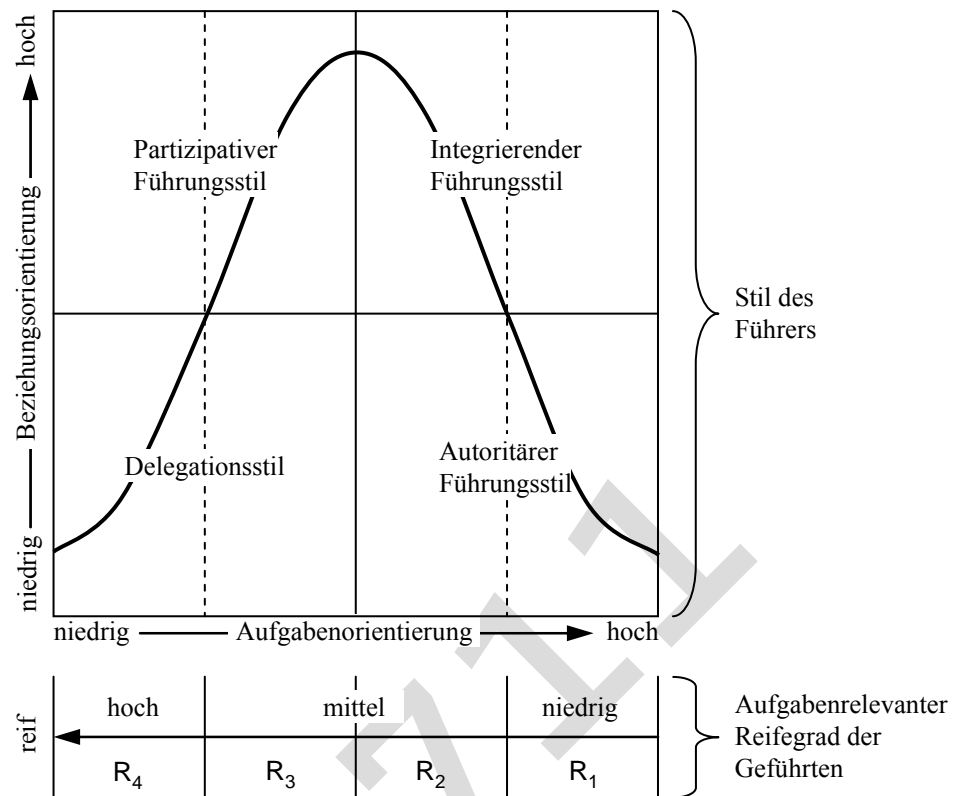 hoch
Beziehungsorientierung
niedrig
Partizipativer
Führungsstil
Integrierender
Führungsstil
Delegationsstil
Autoritärer
Führungsstil
Stil des
Führers
niedrig
Aufgabenorientierung
hoch
reif
hoch
mittel
niedrig
R4
R3
R2
R1
Aufgabenrelevanter
Reifegrad der
Geführten
711